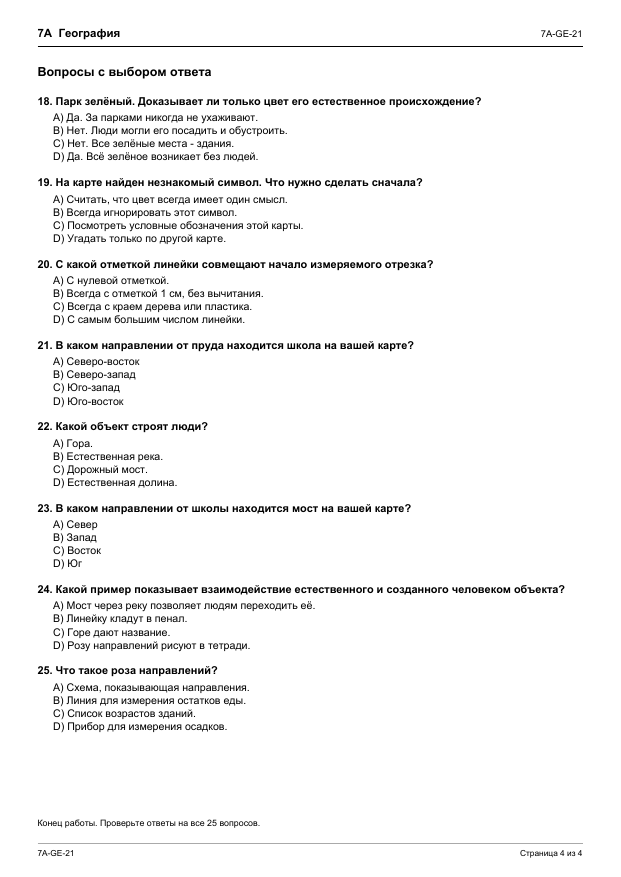 7A География
7A-GE-21
Вопросы с выбором ответа
18. Парк зелёный. Доказывает ли только цвет его естественное происхождение?
A) Да. За парками никогда не ухаживают.
B) Нет. Люди могли его посадить и обустроить.
C) Нет. Все зелёные места - здания.
D) Да. Всё зелёное возникает без людей.
19. На карте найден незнакомый символ. Что нужно сделать сначала?
A) Считать, что цвет всегда имеет один смысл.
B) Всегда игнорировать этот символ.
C) Посмотреть условные обозначения этой карты.
D) Угадать только по другой карте.
20. С какой отметкой линейки совмещают начало измеряемого отрезка?
A) С нулевой отметкой.
B) Всегда с отметкой 1 см, без вычитания.
C) Всегда с краем дерева или пластика.
D) С самым большим числом линейки.
21. В каком направлении от пруда находится школа на вашей карте?
A) Северо-восток
B) Северо-запад
C) Юго-запад
D) Юго-восток
22. Какой объект строят люди?
A) Гора.
B) Естественная река.
C) Дорожный мост.
D) Естественная долина.
23. В каком направлении от школы находится мост на вашей карте?
A) Север
B) Запад
C) Восток
D) Юг
24. Какой пример показывает взаимодействие естественного и созданного человеком объекта?
A) Мост через реку позволяет людям переходить её.
B) Линейку кладут в пенал.
C) Горе дают название.
D) Розу направлений рисуют в тетради.
25. Что такое роза направлений?
A) Схема, показывающая направления.
B) Линия для измерения остатков еды.
C) Список возрастов зданий.
D) Прибор для измерения осадков.
Конец работы. Проверьте ответы на все 25 вопросов.
7A-GE-21
Страница 4 из 4